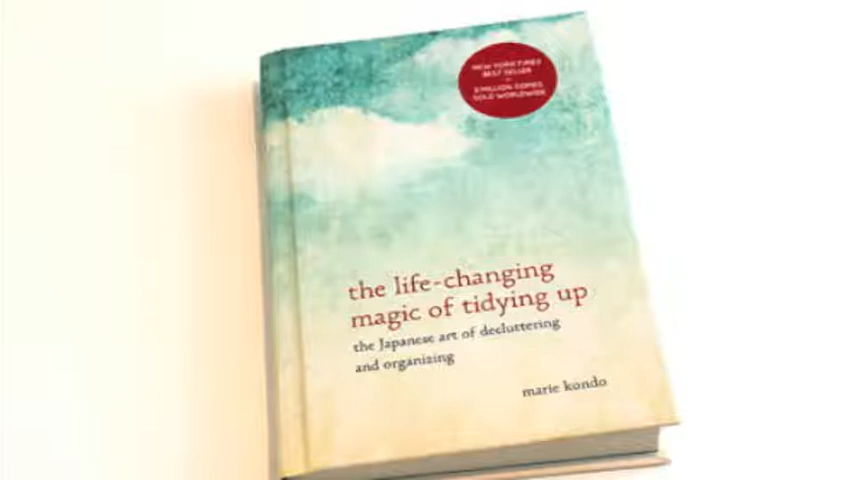 NEW YORK TIMES
BEST SELLER
SOLD WORLDWIDE
the life-changing
magic of tidying up
the Japanese art of decluttering
and organizing
marie kondo